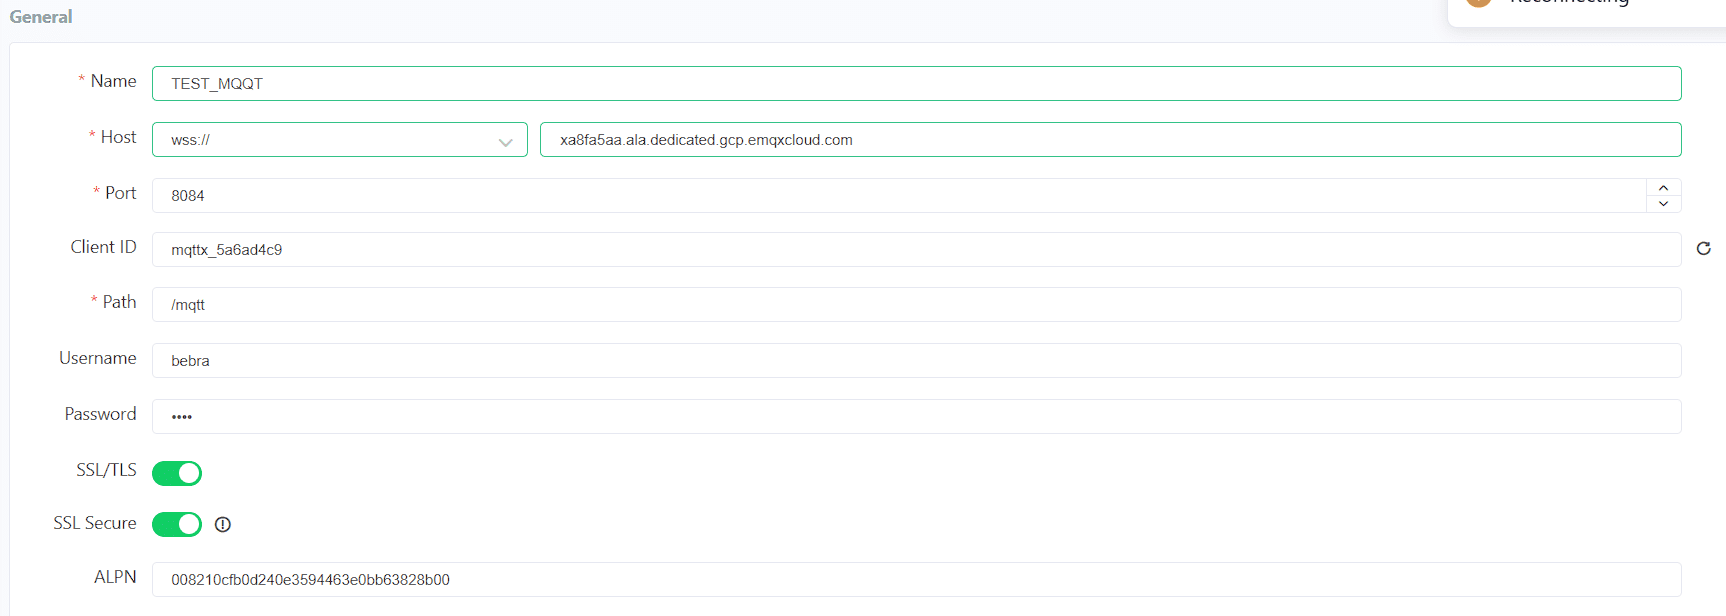 General
Reconnecting
* Name TEST_MQQT
* Host wss:// xa8fa5aa.ala.dedicated.gcp.emqxcloud.com
* Port 8084
Client ID mqttx_5a6ad4c9
* Path /mqtt
Username bebra
Password ••••
SSL/TLS
SSL Secure
ALPN 008210cfb0d240e3594463e0bb63828b00